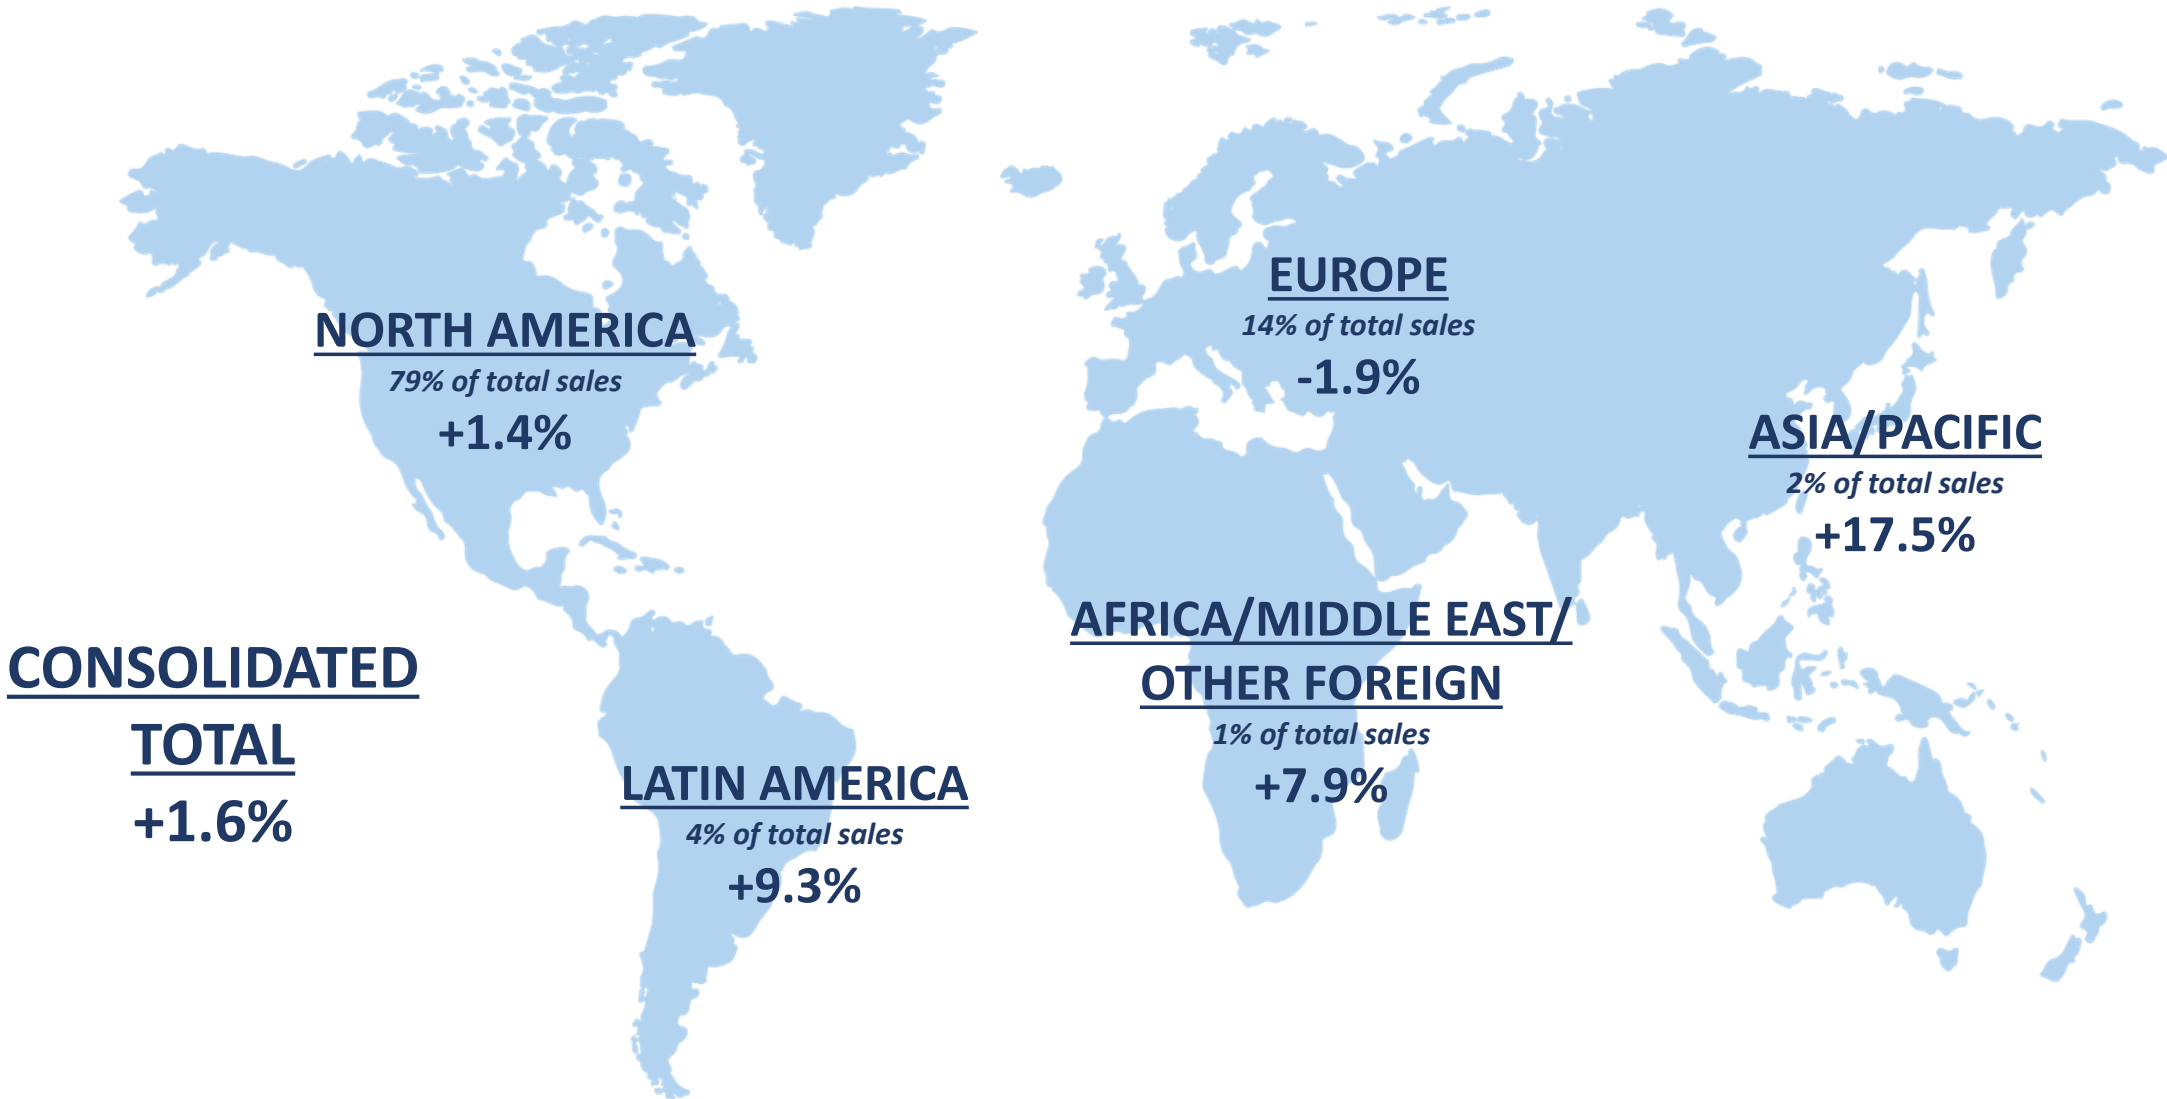 NORTH AMERICA
79% of total sales
+1.4%
EUROPE
14% of total sales
-1.9%
ASIA/PACIFIC
2% of total sales
+17.5%
AFRICA/MIDDLE EAST/
OTHER FOREIGN
1% of total sales
+7.9%
CONSOLIDATED
TOTAL
+1.6%
LATIN AMERICA
4% of total sales
+9.3%